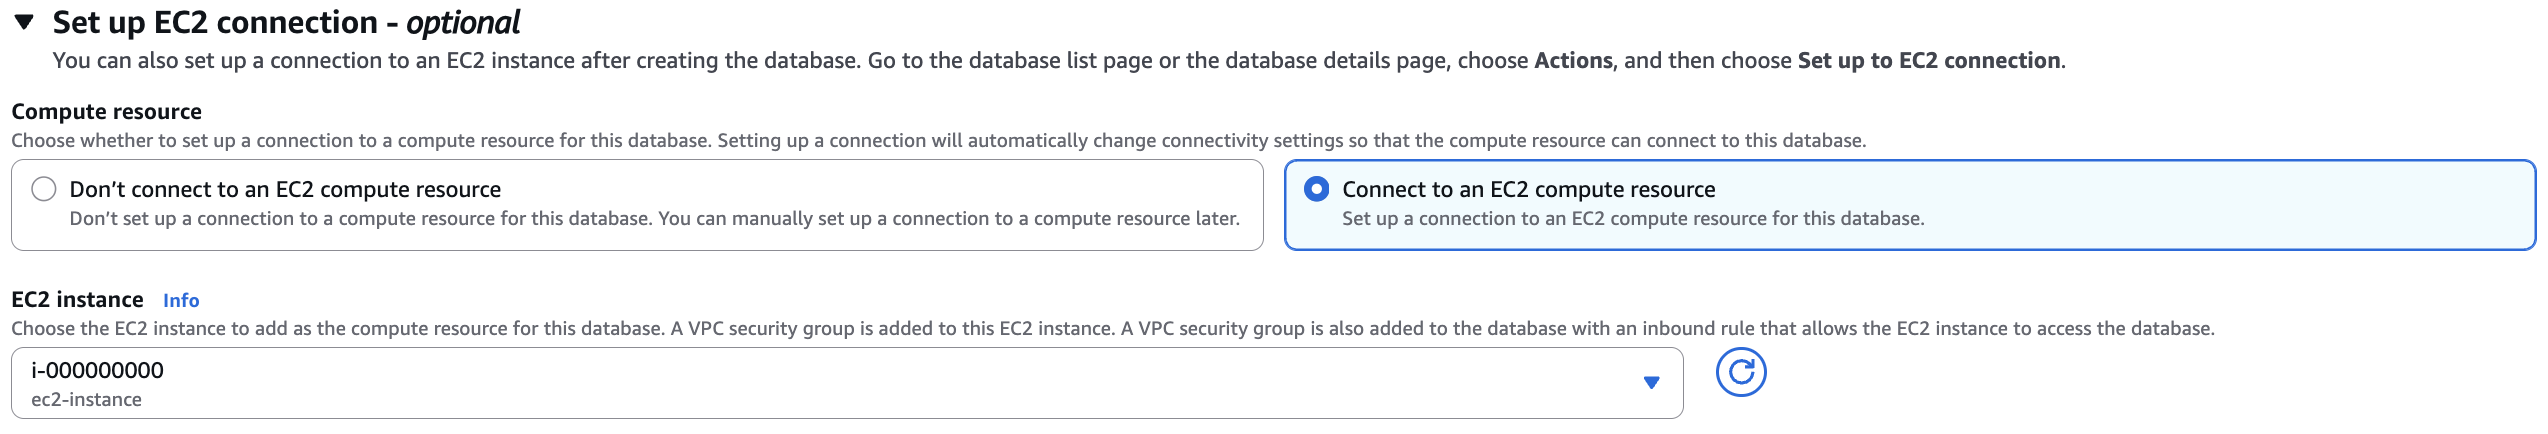 Set up EC2 connection - optional
You can also set up a connection to an EC2 instance after creating the database. Go to the database list page or the database details page, choose Actions, and then choose Set up to EC2 connection.
Compute resource
Choose whether to set up a connection to a compute resource for this database. Setting up a connection will automatically change connectivity settings so that the compute resource can connect to this database.
Don’t connect to an EC2 compute resource
Don’t set up a connection to a compute resource for this database. You can manually set up a connection to a compute resource later.
Connect to an EC2 compute resource
Set up a connection to an EC2 compute resource for this database.
EC2 instance Info
Choose the EC2 instance to add as the compute resource for this database. A VPC security group is added to this EC2 instance. A VPC security group is also added to the database with an inbound rule that allows the EC2 instance to access the database.
i-000000000
ec2-instance